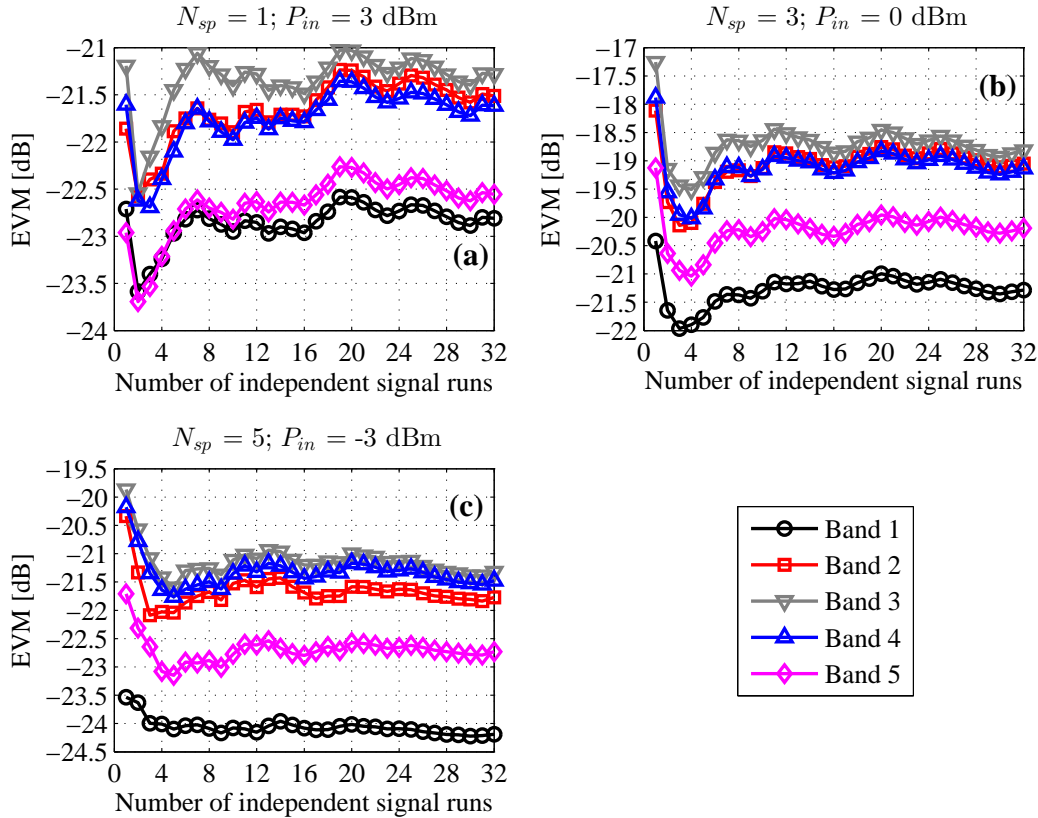 N_sp = 1; P_in = 3 dBm
−21
−21.5
−22
−22.5
−23
−23.5
−24
EVM [dB]
(a)
0 4 8 12 16 20 24 28 32
Number of independent signal runs
N_sp = 3; P_in = 0 dBm
−17
−17.5
−18
−18.5
−19
−19.5
−20
−20.5
−21
−21.5
−22
EVM [dB]
(b)
0 4 8 12 16 20 24 28 32
Number of independent signal runs
N_sp = 5; P_in = -3 dBm
−19.5
−20
−20.5
−21
−21.5
−22
−22.5
−23
−23.5
−24
−24.5
EVM [dB]
(c)
0 4 8 12 16 20 24 28 32
Number of independent signal runs
Band 1
Band 2
Band 3
Band 4
Band 5